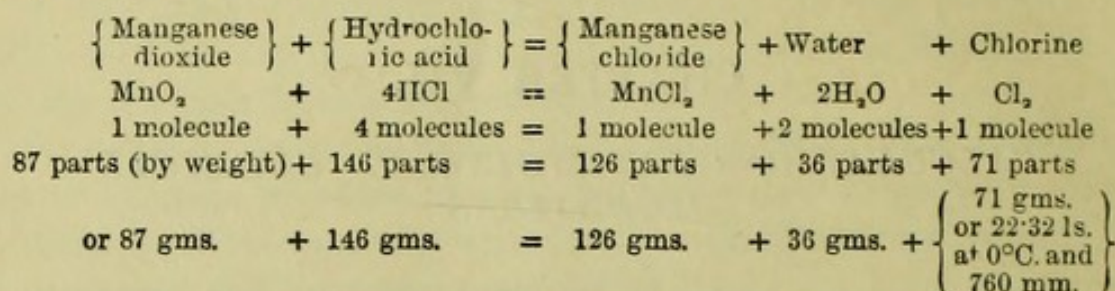 { Manganese dioxide } + { Hydrochlo-ric acid } = { Manganese chloride } + Water + Chlorine
MnO₂ + 4HCl = MnCl₂ + 2H₂O + Cl₂
1 molecule + 4 molecules = 1 molecule + 2 molecules + 1 molecule
87 parts (by weight) + 146 parts = 126 parts + 36 parts + 71 parts
or 87 gms. + 146 gms. = 126 gms. + 36 gms. + { 71 gms. or 22·32 ls. at 0°C. and 760 mm. }